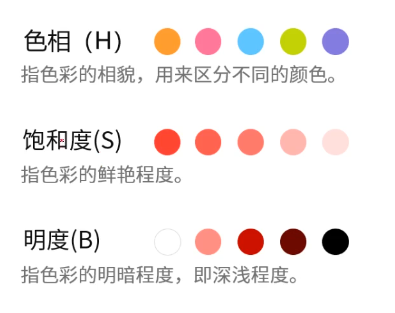 色相（H）
指色彩的相貌，用来区分不同的颜色。
饱和度(S)
指色彩的鲜艳程度。
明度(B)
指色彩的明暗程度，即深浅程度。